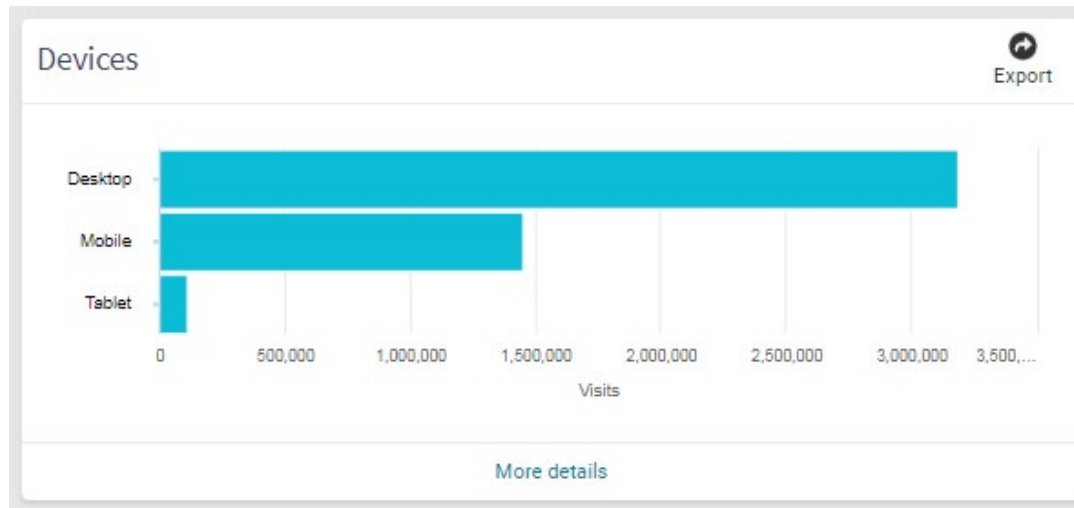 Devices
Export
Desktop
Mobile
Tablet
0 500,000 1,000,000 1,500,000 2,000,000 2,500,000 3,000,000 3,500,...
Visits
More details